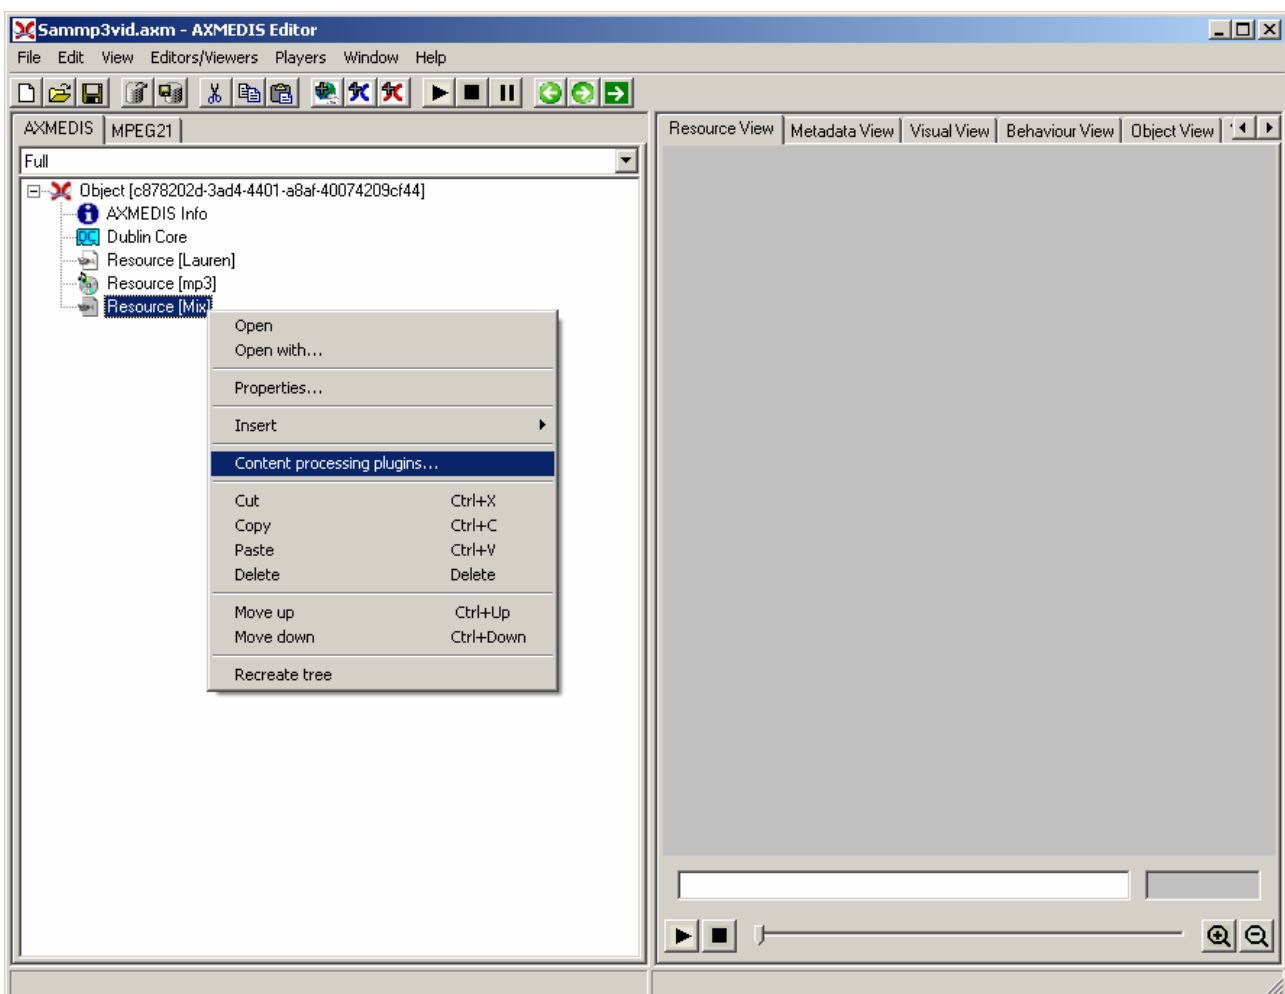 Sammp3vid.axm - AXMEDIS Editor
File Edit View Editors/Viewers Players Window Help
AXMEDIS MPEG21
Resource View Metadata View Visual View Behaviour View Object View
Full
Object [c878202d-3ad4-4401-a8af-40074209cf44]
AXMEDIS Info
DC Dublin Core
Resource [Lauren]
Resource [mp3]
Resource [Mix]
Open
Open with...
Properties...
Insert
Content processing plugins...
Cut Ctrl+X
Copy Ctrl+C
Paste Ctrl+V
Delete Delete
Move up Ctrl+Up
Move down Ctrl+Down
Recreate tree